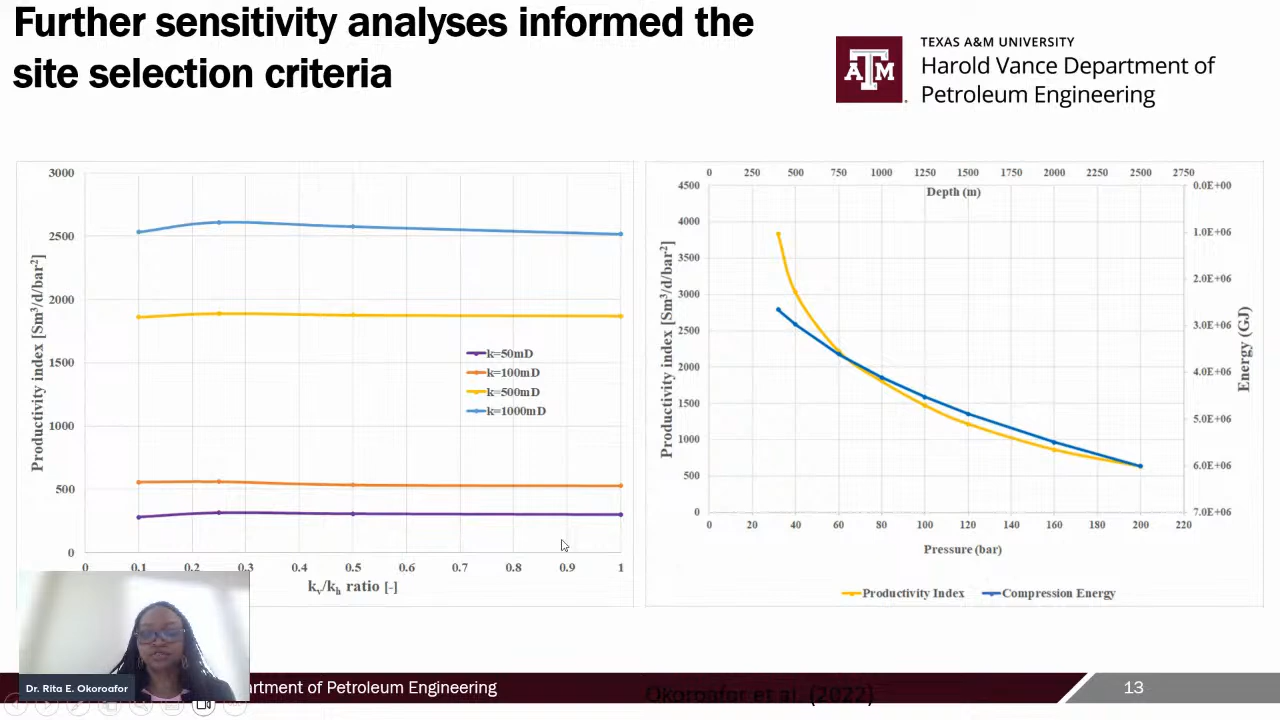 Further sensitivity analyses informed the
site selection criteria
TEXAS A&M UNIVERSITY
Harold Vance Department of
Petroleum Engineering
ATM
3000
2500
2000
1500
1000
500
0
Productivity index [Sm³/d/bar²]
k=50mD
k=100mD
k=500mD
k=1000mD
0 0.1 0.2 0.3 0.4 0.5 0.6 0.7 0.8 0.9 1
kv/kh ratio [-]
0 250 500 750 1000 1250 1500 1750 2000 2250 2500 2750
Depth (m)
4500
4000
3500
3000
2500
2000
1500
1000
500
0
Productivity index [Sm³/d/bar²]
0.0E+00
1.0E+06
2.0E+06
3.0E+06
4.0E+06
5.0E+06
6.0E+06
7.0E+06
Energy (GJ)
0 20 40 60 80 100 120 140 160 180 200 220
Pressure (bar)
Productivity Index Compression Energy
Dr. Rita E. Okoroafor
artment of Petroleum Engineering
Okoroafor et al. (2022)
13